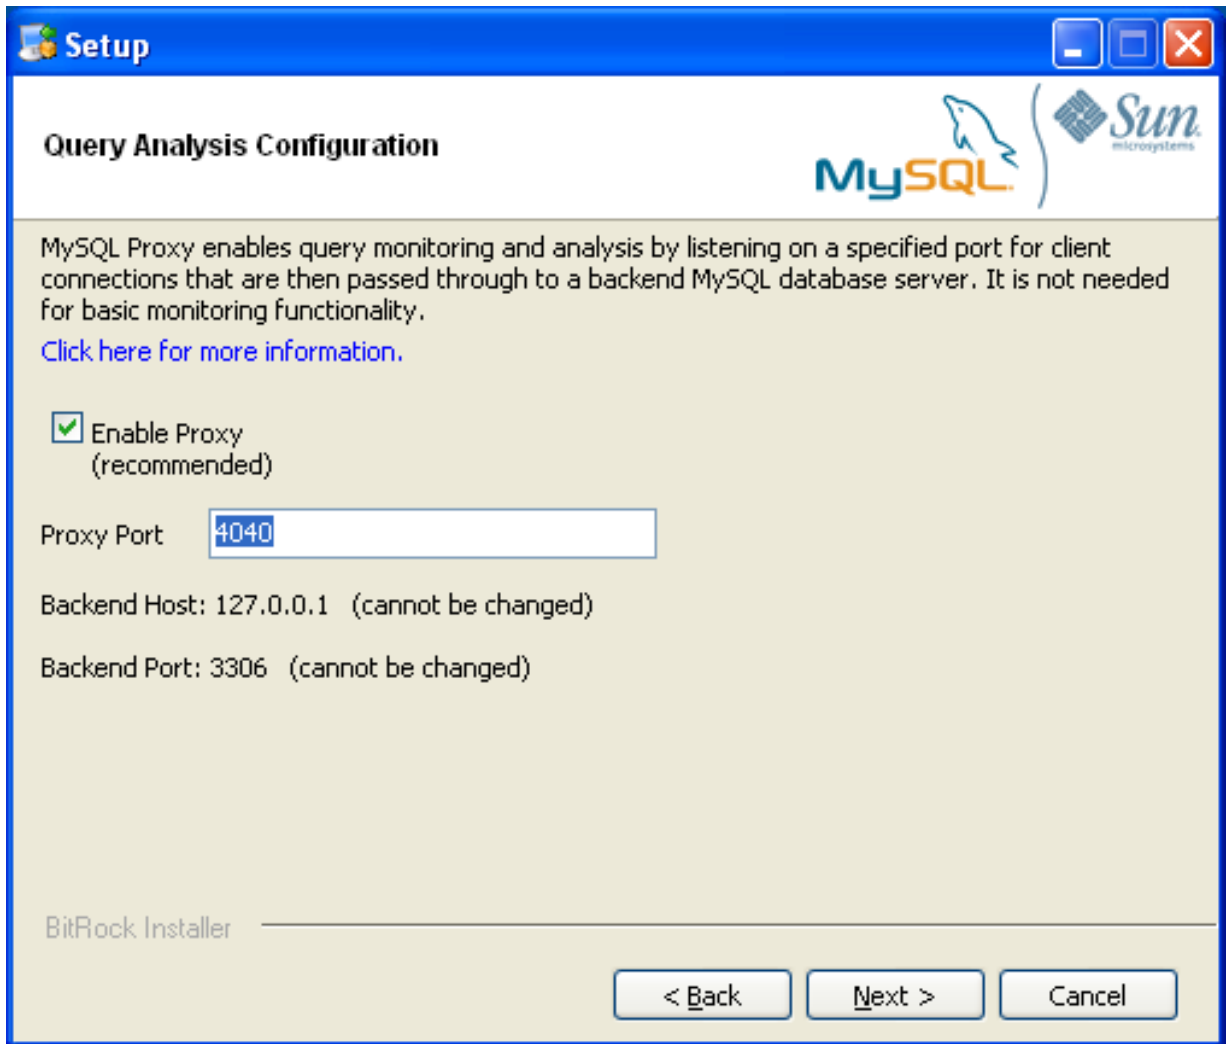 Setup
Query Analysis Configuration
MySQL
Sun
microsystems
MySQL Proxy enables query monitoring and analysis by listening on a specified port for client
connections that are then passed through to a backend MySQL database server. It is not needed
for basic monitoring functionality.
Click here for more information.
Enable Proxy
(recommended)
Proxy Port 4040
Backend Host: 127.0.0.1 (cannot be changed)
Backend Port: 3306 (cannot be changed)
BitRock Installer
< Back Next > Cancel